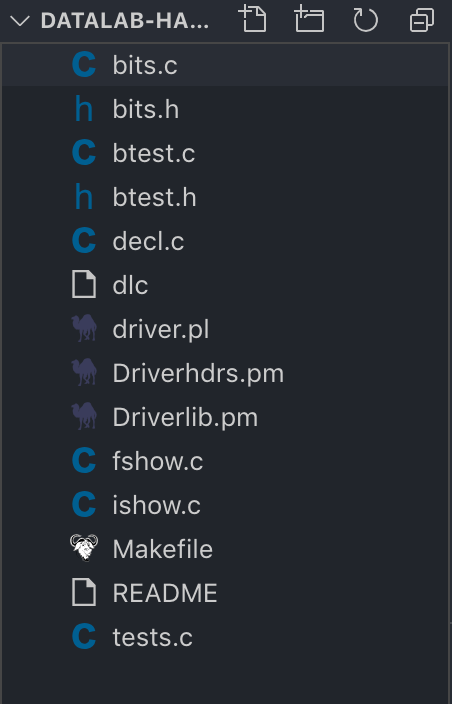 DATALAB-HA...
C bits.c
h bits.h
C btest.c
h btest.h
C decl.c
dlc
driver.pl
Driverhdrs.pm
Driverlib.pm
C fshow.c
C ishow.c
Makefile
README
C tests.c